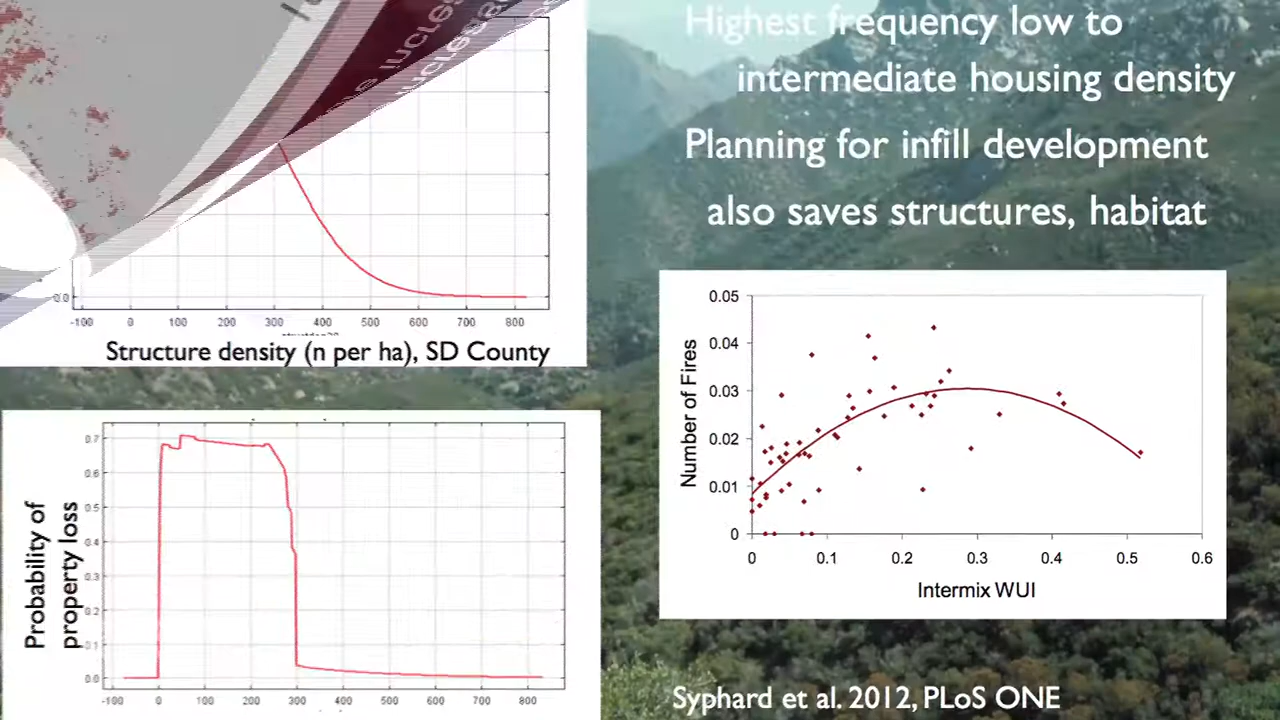 increas
Highest frequency low to
intermediate housing density
Planning for infill development
also saves structures, habitat
0.0
-100 0 100 200 300 400 500 600 700 800
Structure density (n per ha), SD County
Probability of
property loss
0.7
0.6
0.5
0.4
0.3
0.2
0.1
0.0
-100 0 100 200 300 400 500 600 700 800
Number of Fires
0.05
0.04
0.03
0.02
0.01
0
0 0.1 0.2 0.3 0.4 0.5 0.6
Intermix WUI
Syphard et al. 2012, PLoS ONE